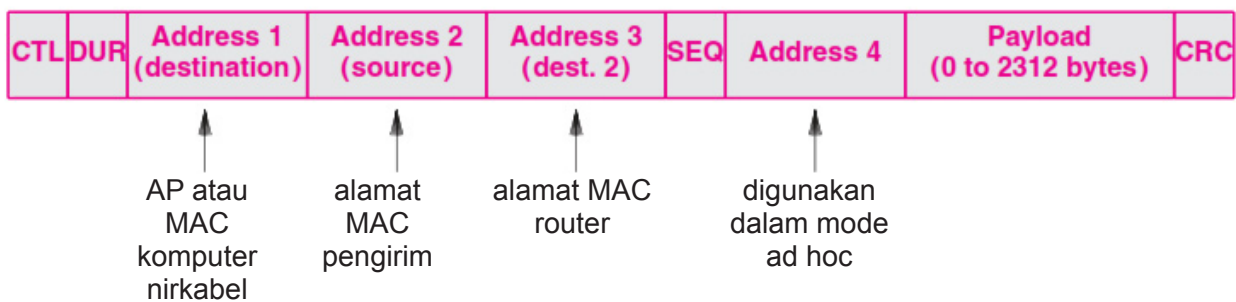 CTL
DUR
Address 1
(destination)
Address 2
(source)
Address 3
(dest. 2)
SEQ
Address 4
Payload
(0 to 2312 bytes)
CRC
AP atau
MAC
komputer
nirkabel
alamat
MAC
pengirim
alamat MAC
router
digunakan
dalam mode
ad hoc